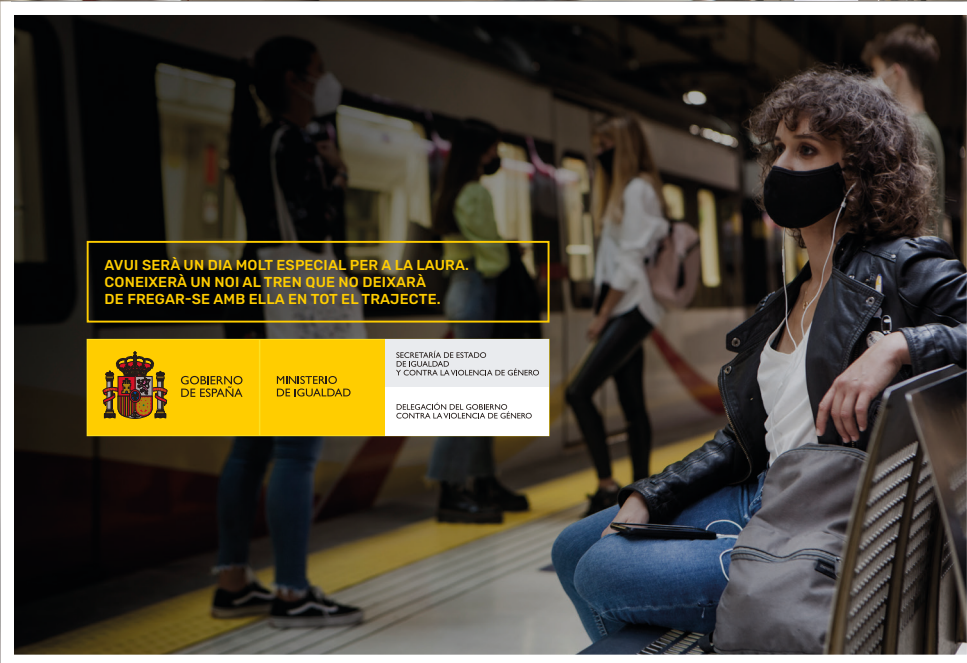 AVUI SERÀ UN DIA MOLT ESPECIAL PER A LA LAURA.
CONEIXERÀ UN NOI AL TREN QUE NO DEIXARÀ
DE FREGAR-SE AMB ELLA EN TOT EL TRAJECTE.
GOBIERNO
DE ESPAÑA
MINISTERIO
DE IGUALDAD
SECRETARÍA DE ESTADO
DE IGUALDAD
Y CONTRA LA VIOLENCIA DE GÉNERO
DELEGACIÓN DEL GOBIERNO
CONTRA LA VIOLENCIA DE GÉNERO